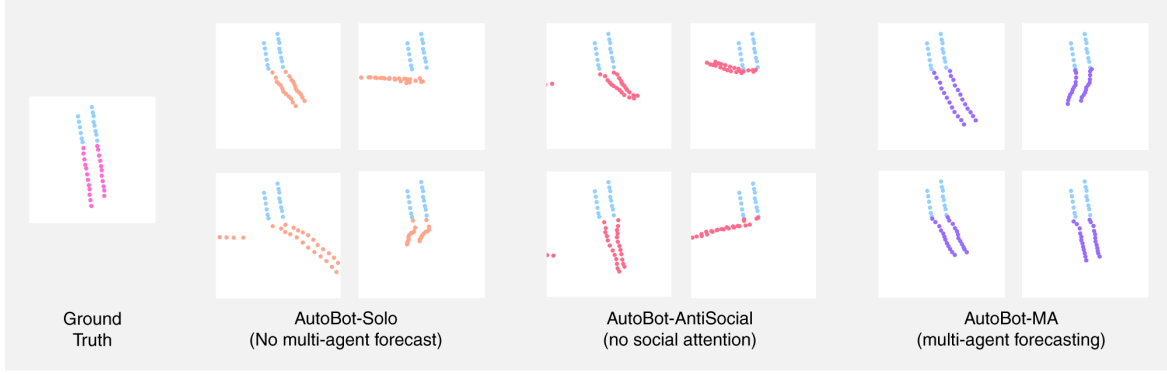 Ground
Truth
AutoBot-Solo
(No multi-agent forecast)
AutoBot-AntiSocial
(no social attention)
AutoBot-MA
(multi-agent forecasting)